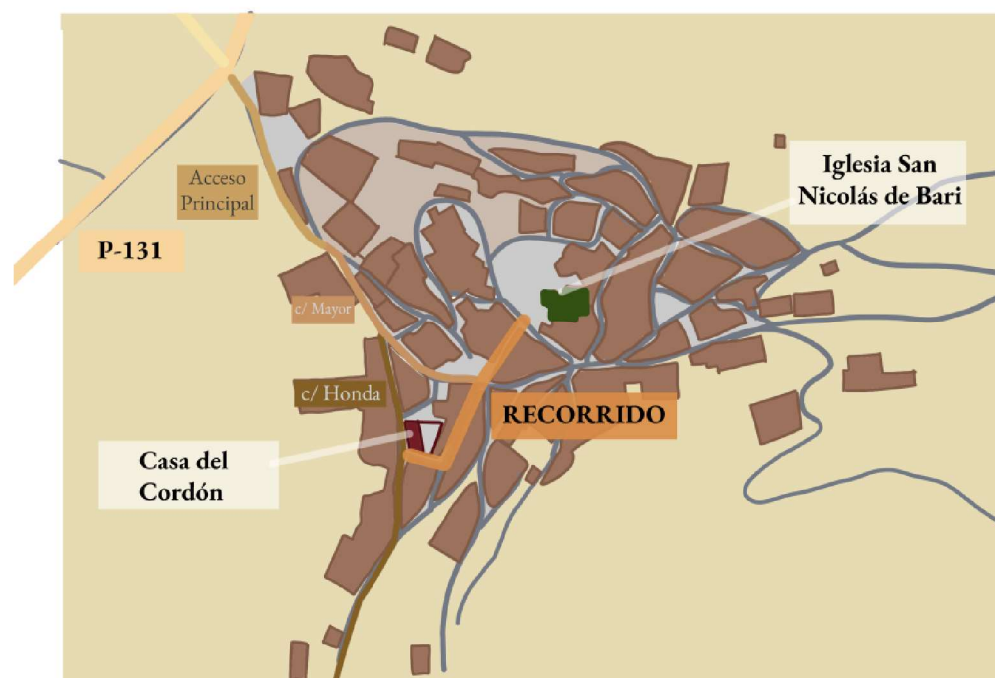 Iglesia San
Nicolás de Bari
Acceso
Principal
P-131
c/ Mayor
c/ Honda
RECORRIDO
Casa del
Cordón